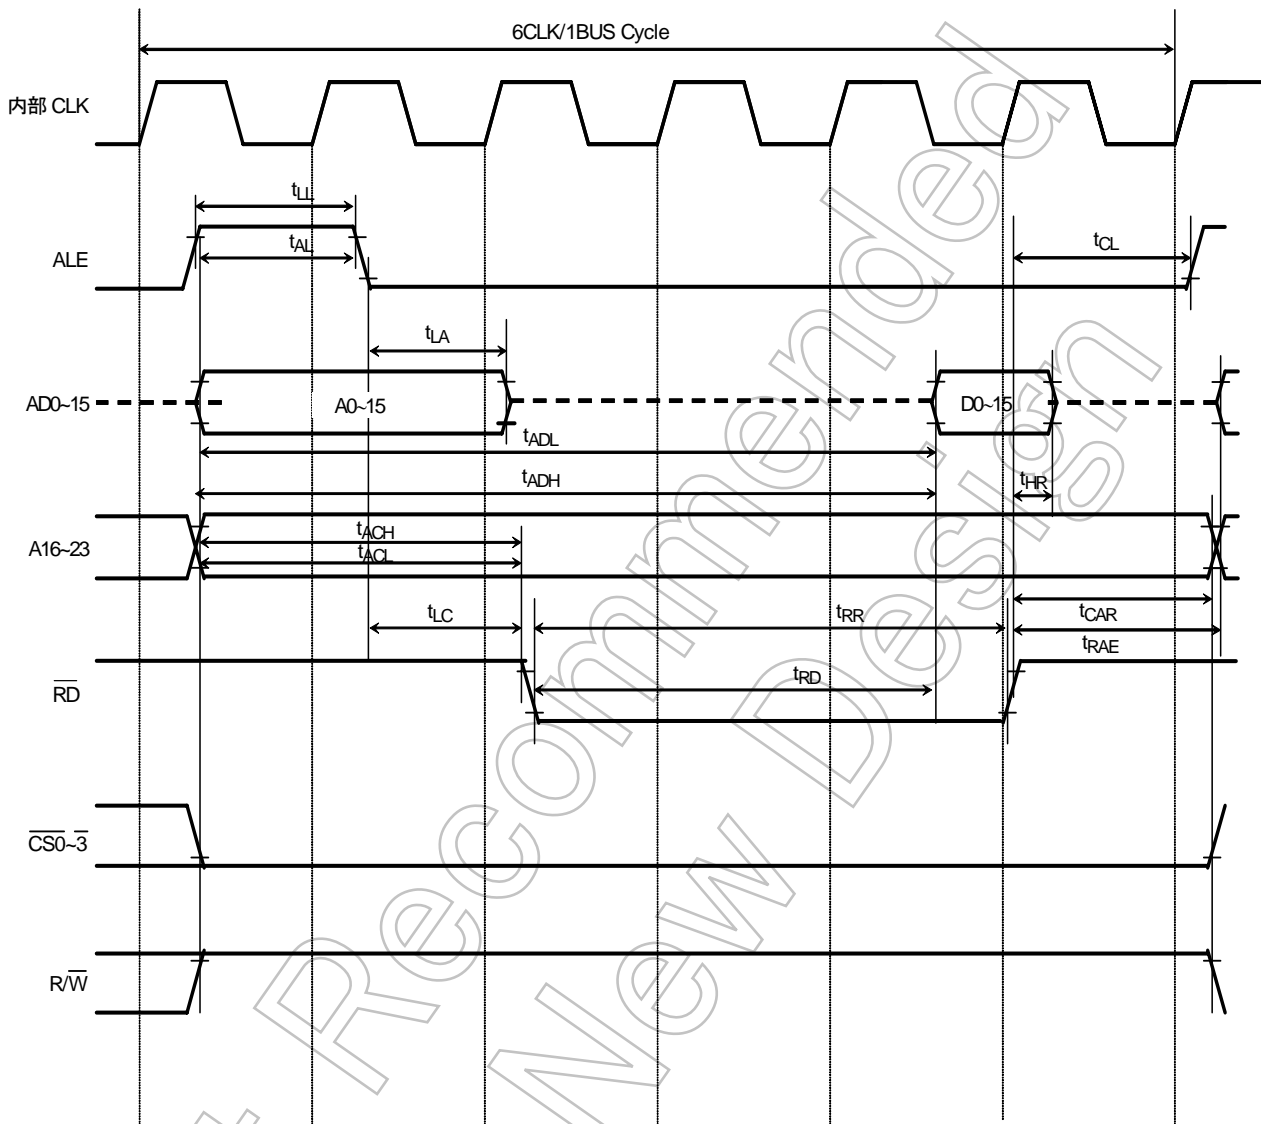 6CLK/1BUS Cycle
内部 CLK
tLL
tAL
ALE
tCL
tLA
AD0~15
A0~15
D0~15
tADL
tADH
tHR
A16~23
tACH
tACL
tLC
tRR
tCAR
tRAE
RD
tRD
CS0~3
R/W
Recommended
New Design